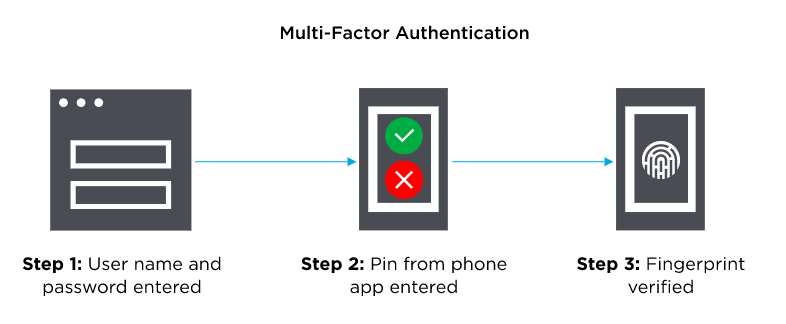 Multi-Factor Authentication
Step 1: User name and
password entered
Step 2: Pin from phone
app entered
Step 3: Fingerprint
verified